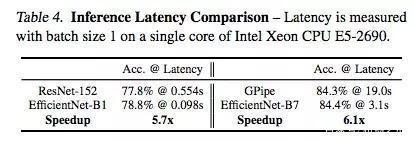 Table 4. Inference Latency Comparison – Latency is measured
with batch size 1 on a single core of Intel Xeon CPU E5-2690.
Acc. @ Latency || Acc. @ Latency
ResNet-152 77.8% @ 0.554s || GPipe 84.3% @ 19.0s
EfficientNet-B1 78.8% @ 0.098s || EfficientNet-B7 84.4% @ 3.1s
Speedup 5.7x || Speedup 6.1x